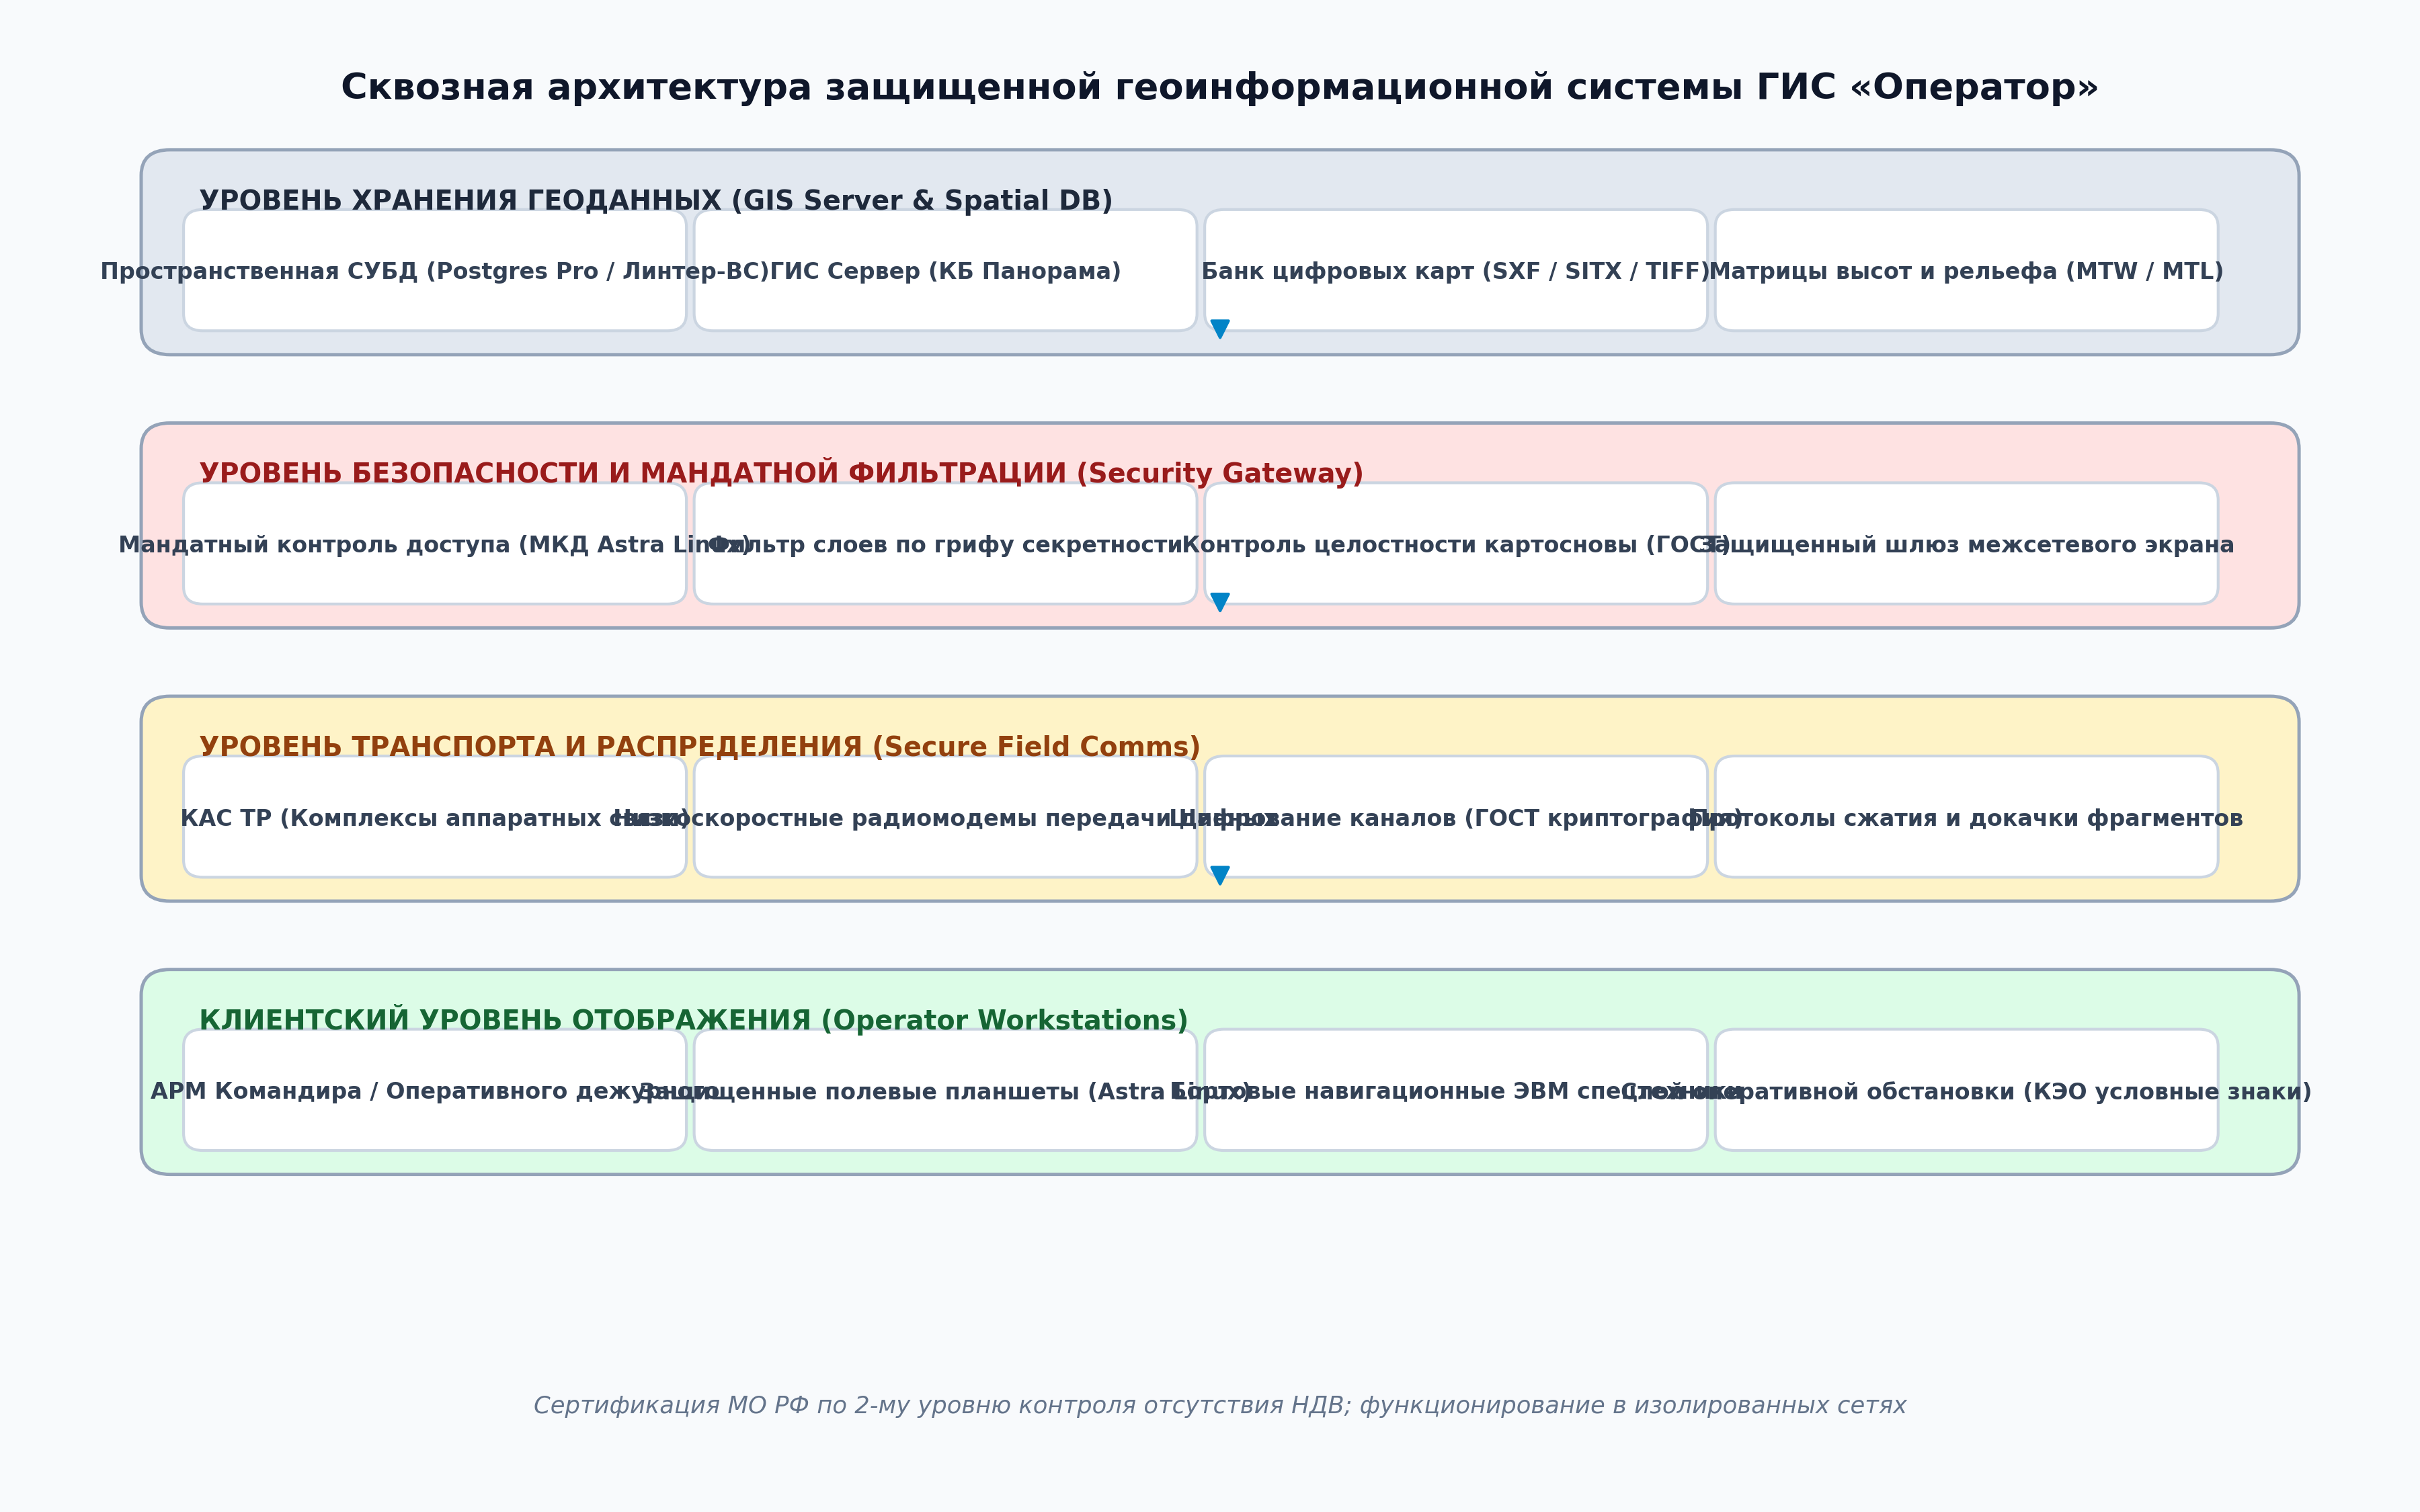 Сквозная архитектура защищенной геоинформационной системы ГИС «Оператор»
УРОВЕНЬ ХРАНЕНИЯ ГЕОДАННЫХ (GIS Server & Spatial DB)
Пространственная СУБД (Postgres Pro / Линтер-ВС)
ГИС Сервер (КБ Панорама)
Банк цифровых карт (SXF / SITX / TIFF)
Матрицы высот и рельефа (MTW / MTL)
УРОВЕНЬ БЕЗОПАСНОСТИ И МАНДАТНОЙ ФИЛЬТРАЦИИ (Security Gateway)
Мандатный контроль доступа (МКД Astra Linux)
Фильтр слоев по грифу секретности
Контроль целостности картосновы (ГОСТ)
Защищенный шлюз межсетевого экрана
УРОВЕНЬ ТРАНСПОРТА И РАСПРЕДЕЛЕНИЯ (Secure Field Comms)
КАС ТР (Комплексы аппаратных связи)
Низкоскоростные радиомодемы передачи данных
Шифрование каналов (ГОСТ криптография)
Протоколы сжатия и докачки фрагментов
КЛИЕНТСКИЙ УРОВЕНЬ ОТОБРАЖЕНИЯ (Operator Workstations)
АРМ Командира / Оперативного дежурного
Защищенные полевые планшеты (Astra Linux)
Бортовые навигационные ЭВМ спецтехники
Слой оперативной обстановки (КЭО условные знаки)
Сертификация МО РФ по 2-му уровню контроля отсутствия НДВ; функционирование в изолированных сетях